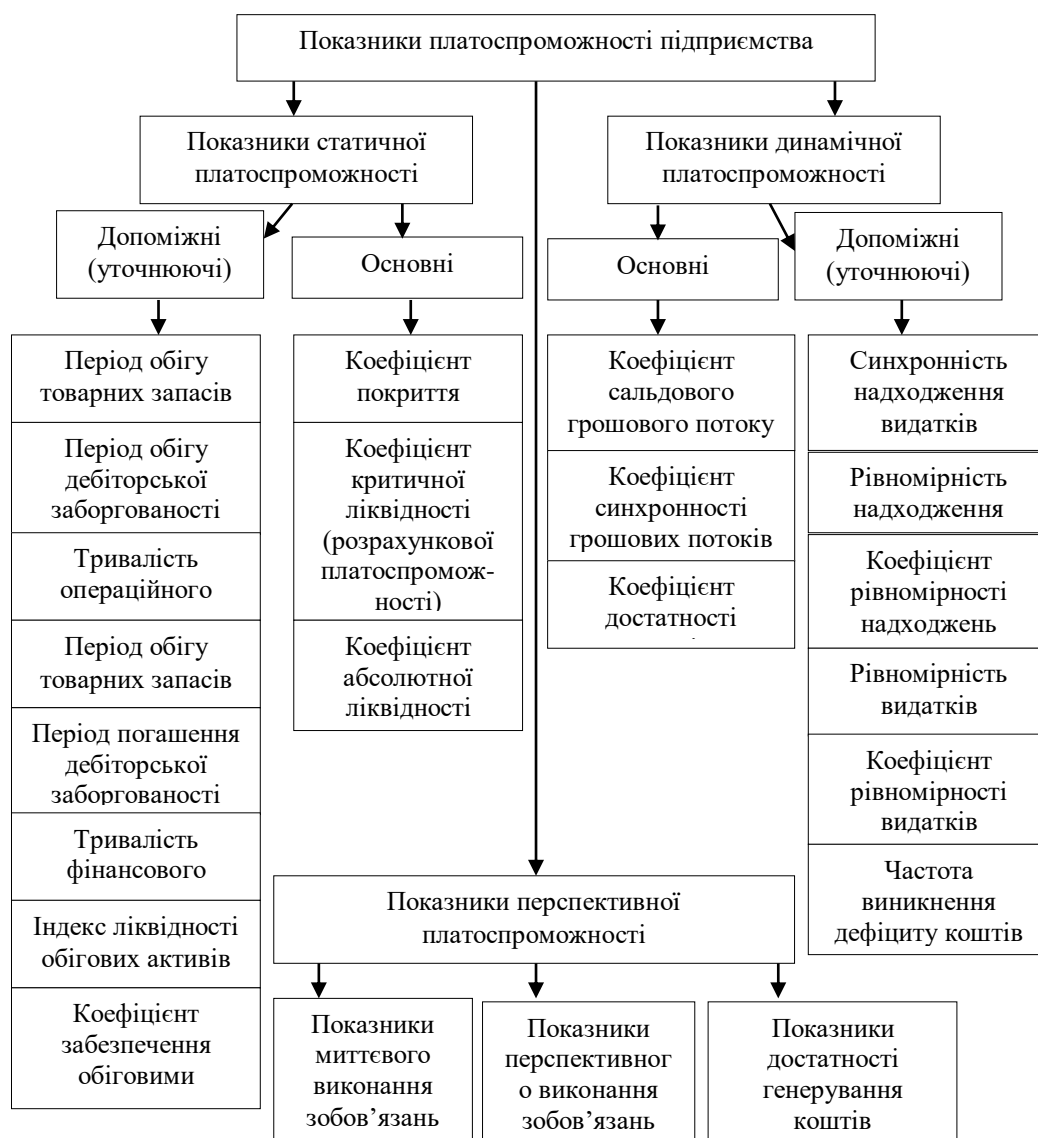 Показники платоспроможності підприємства
Показники статичної
платоспроможності
Показники динамічної
платоспроможності
Допоміжні
(уточнюючі)
Основні
Основні
Допоміжні
(уточнюючі)
Період обігу
товарних запасів
Період обігу
дебіторської
заборгованості
Тривалість
операційного
Період обігу
товарних запасів
Період погашення
дебіторської
заборгованості
Тривалість
фінансового
Індекс ліквідності
обігових активів
Коефіцієнт
забезпечення
обіговими
Коефіцієнт
покриття
Коефіцієнт
критичної
ліквідності
(розрахункової
платоспромож-
ності)
Коефіцієнт
абсолютної
ліквідності
Коефіцієнт
сальдового
грошового потоку
Коефіцієнт
синхронності
грошових потоків
Коефіцієнт
достатності
Синхронність
надходження
видатків
Рівномірність
надходження
Коефіцієнт
рівномірності
надходжень
Рівномірність
видатків
Коефіцієнт
рівномірності
видатків
Частота
виникнення
дефіциту коштів
Показники перспективної
платоспроможності
Показники
миттєвого
виконання
зобов’язань
Показники
перспективног
о виконання
зобов’язань
Показники
достатності
генерування
коштів